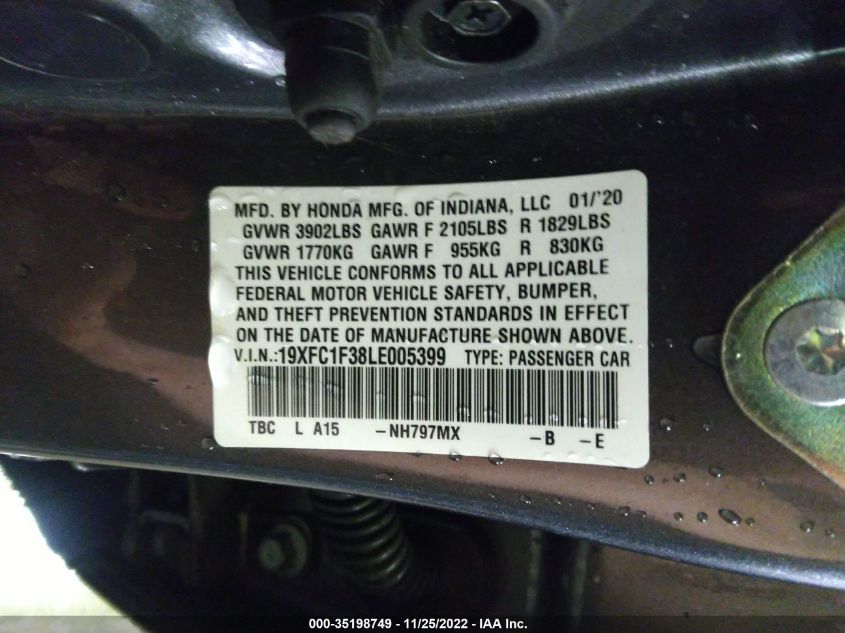 MFD. BY HONDA MFG. OF INDIANA, LLC 01/'20
GVWR 3902LBS GAWR F 2105LBS R 1829LBS
GVWR 1770KG GAWR F 955KG R 830KG
THIS VEHICLE CONFORMS TO ALL APPLICABLE
FEDERAL MOTOR VEHICLE SAFETY, BUMPER,
AND THEFT PREVENTION STANDARDS IN EFFECT
ON THE DATE OF MANUFACTURE SHOWN ABOVE.
V.I.N.:19XFC1F38LE005399 TYPE: PASSENGER CAR
TBC L A15 -NH797MX -B -E
000-35198749 - 11/25/2022 - IAA Inc.